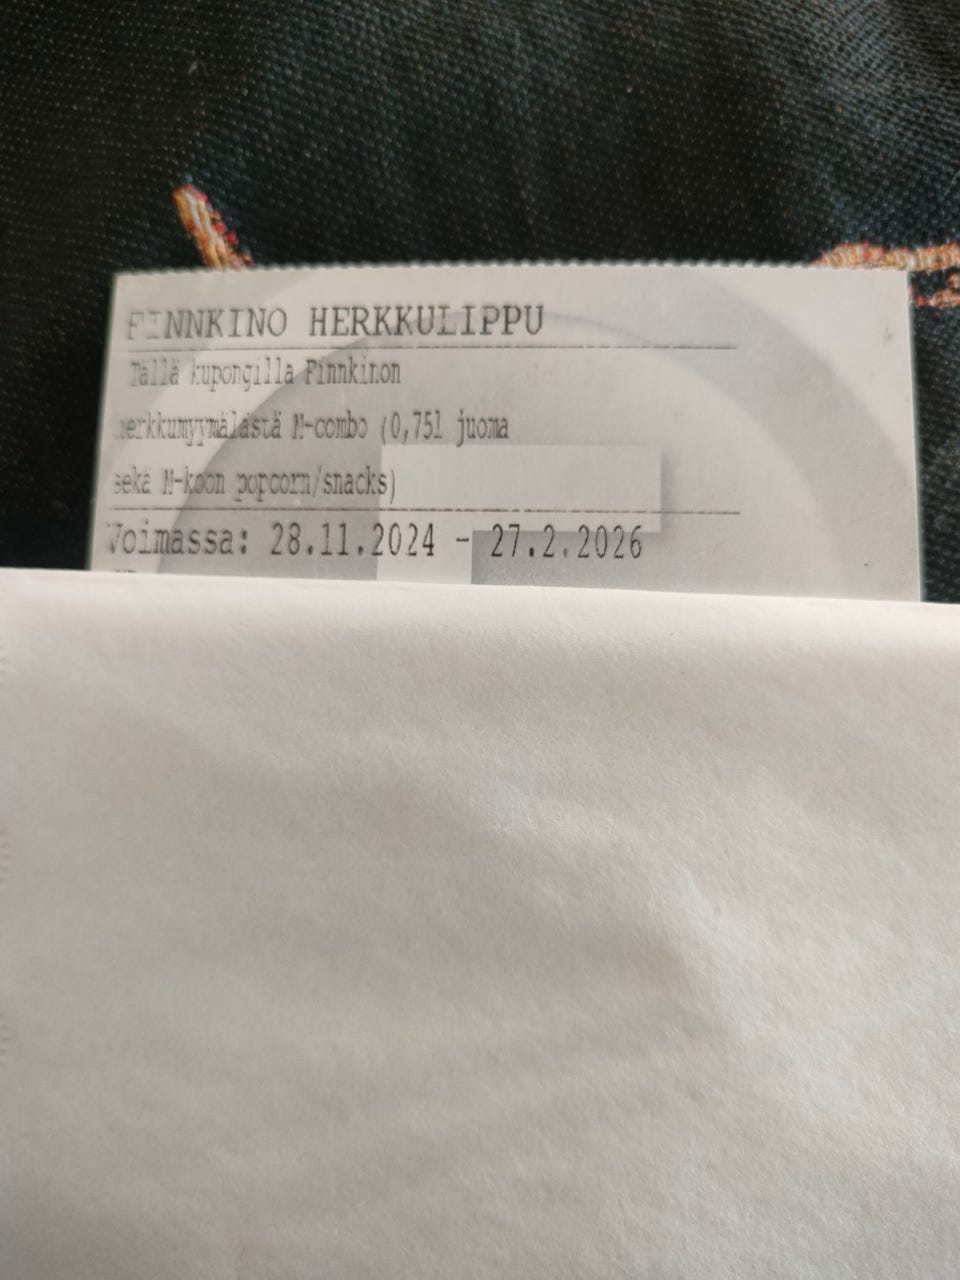 FINNKINO HERKKULIPPU
Tällä kupongilla Finnkinon
herkkumyymälästä M-combo (0,75l juoma
sekä M-koon popcorn/snacks)
Voimassa: 28.11.2024 - 27.2.2026